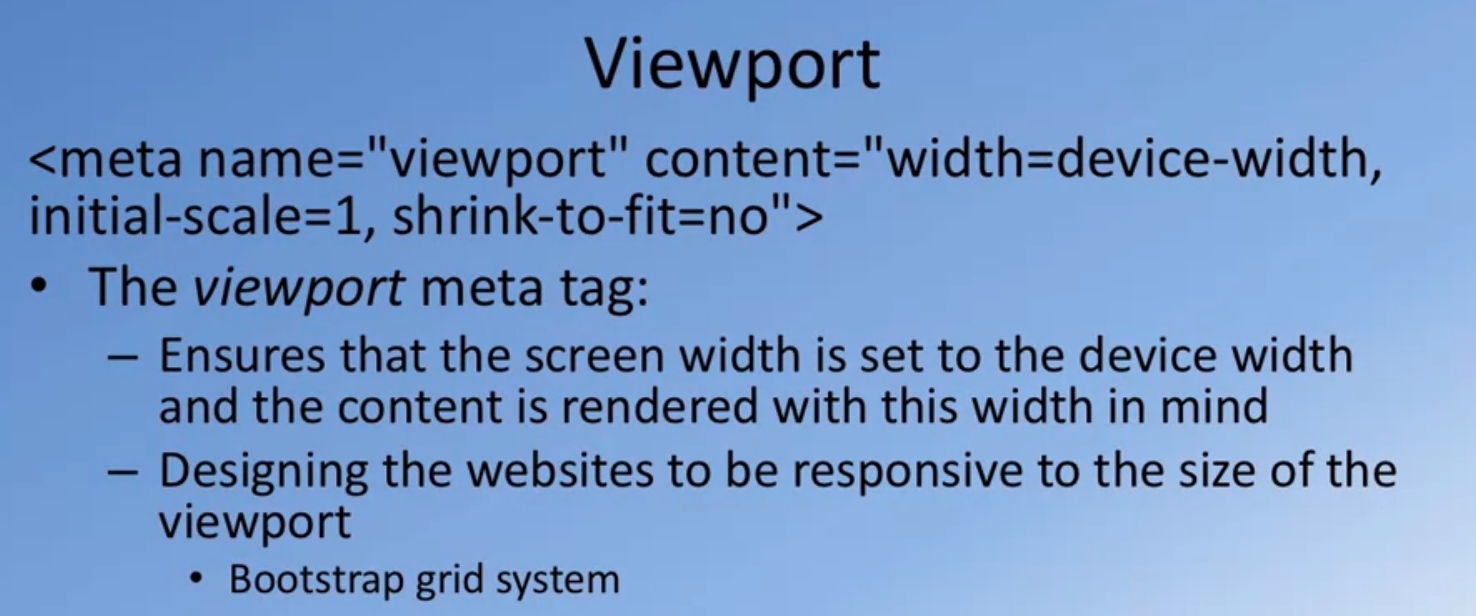 Viewport
<meta name="viewport" content="width=device-width,
initial-scale=1, shrink-to-fit=no">
• The viewport meta tag:
– Ensures that the screen width is set to the device width
and the content is rendered with this width in mind
– Designing the websites to be responsive to the size of the
viewport
• Bootstrap grid system